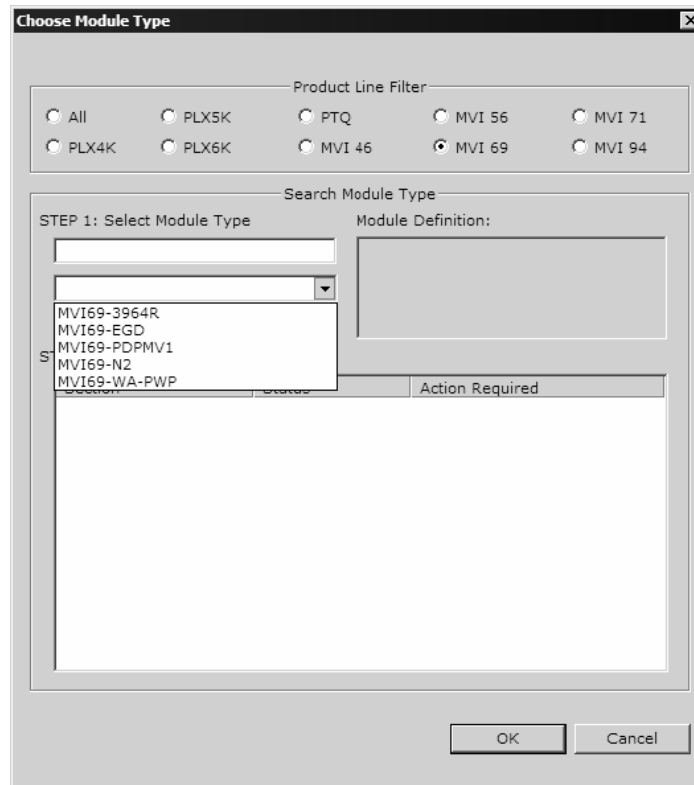 Choose Module Type
Product Line Filter
All PLX5K PTQ MVI 56 MVI 71
PLX4K PLX6K MVI 46 MVI 69 MVI 94
Search Module Type
STEP 1: Select Module Type Module Definition:
MVI69-3964R
MVI69-EGD
MVI69-PDPMV1
MVI69-N2
MVI69-WA-PWP
Section Status Action Required
OK Cancel